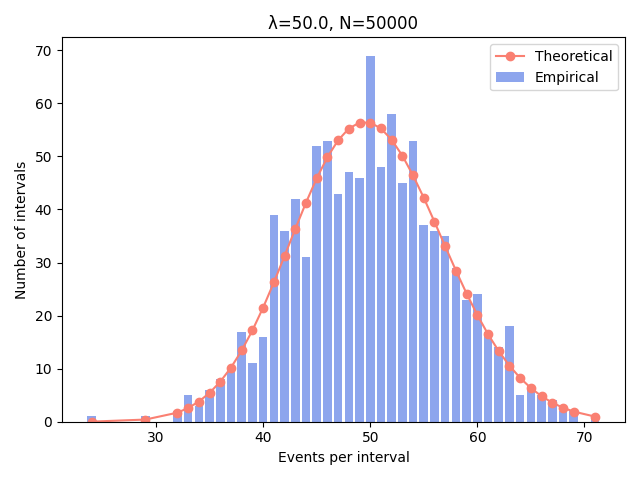 λ=50.0, N=50000
Theoretical
Empirical
Number of intervals
70
60
50
40
30
20
10
0
30
40
50
60
70
Events per interval